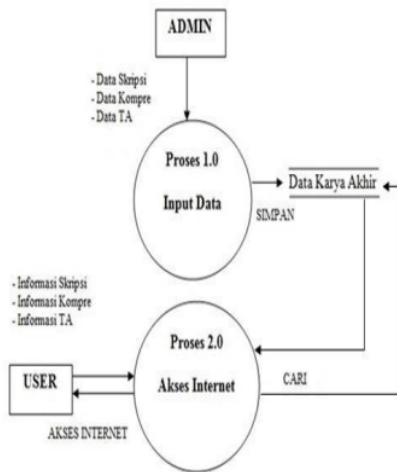 ADMIN
- Data Skripsi
- Data Kompre
- Data TA
Proses 1.0
Input Data
SIMPAN
Data Karya Akhir
- Informasi Skripsi
- Informasi Kompre
- Informasi TA
Proses 2.0
Akses Internet
USER
CARI
AKSES INTERNET